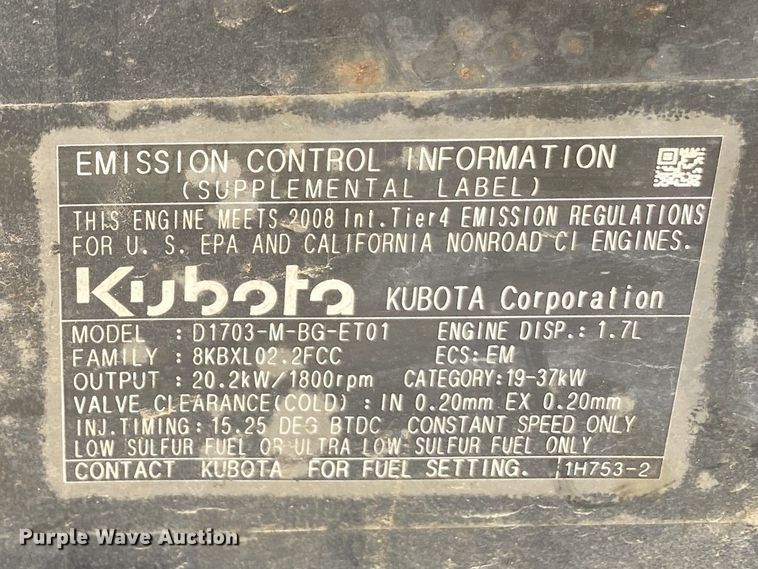 EMISSION CONTROL INFORMATION
(SUPPLEMENTAL LABEL)
THIS ENGINE MEETS 2008 Int.Tier4 EMISSION REGULATIONS
FOR U. S. EPA AND CALIFORNIA NONROAD CI ENGINES.
Kubota KUBOTA Corporation
MODEL : D1703-M-BG-ET01 ENGINE DISP.: 1.7L
FAMILY : 8KBXL02.2FCC ECS: EM
OUTPUT : 20.2kW/1800rpm CATEGORY:19-37kW
VALVE CLEARANCE(COLD) : IN 0.20mm EX 0.20mm
INJ.TIMING: 15.25 DEG BTDC CONSTANT SPEED ONLY
LOW SULFUR FUEL OR ULTRA LOW SULFUR FUEL ONLY
CONTACT KUBOTA FOR FUEL SETTING. 1H753-2
Purple Wave Auction